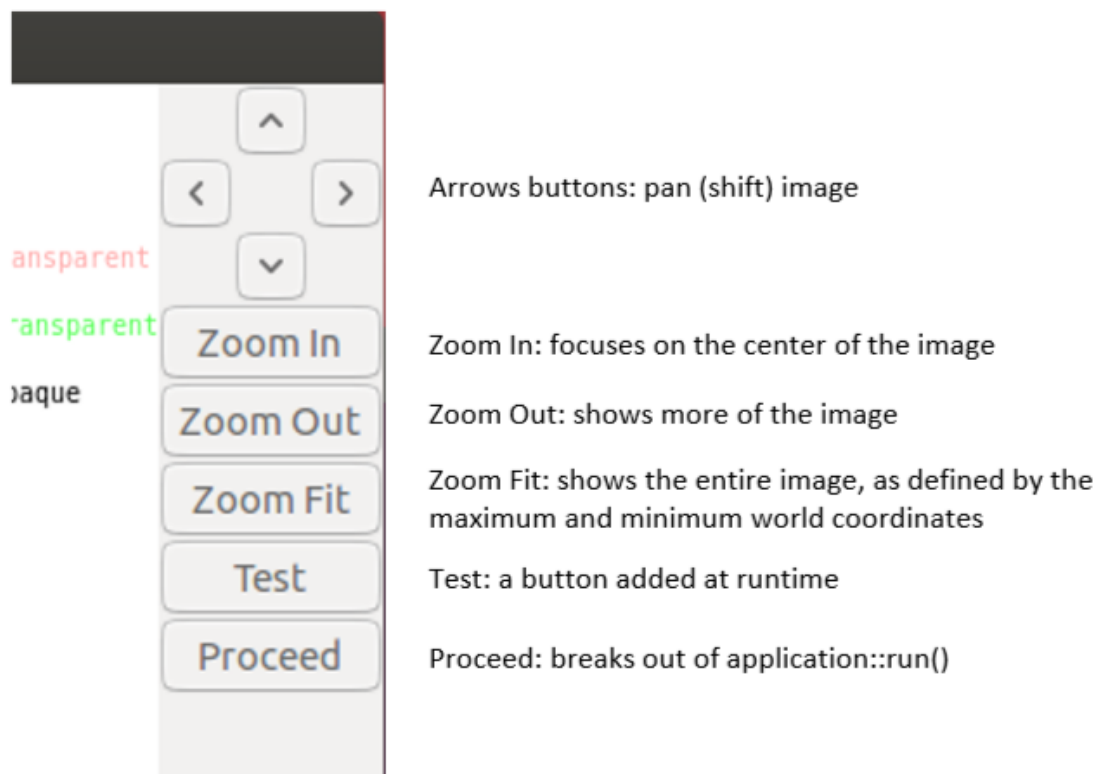 Arrows buttons: pan (shift) image
ansparent
ransparent
Zoom In
Zoom In: focuses on the center of the image
paque
Zoom Out
Zoom Out: shows more of the image
Zoom Fit
Zoom Fit: shows the entire image, as defined by the
maximum and minimum world coordinates
Test
Test: a button added at runtime
Proceed
Proceed: breaks out of application::run()